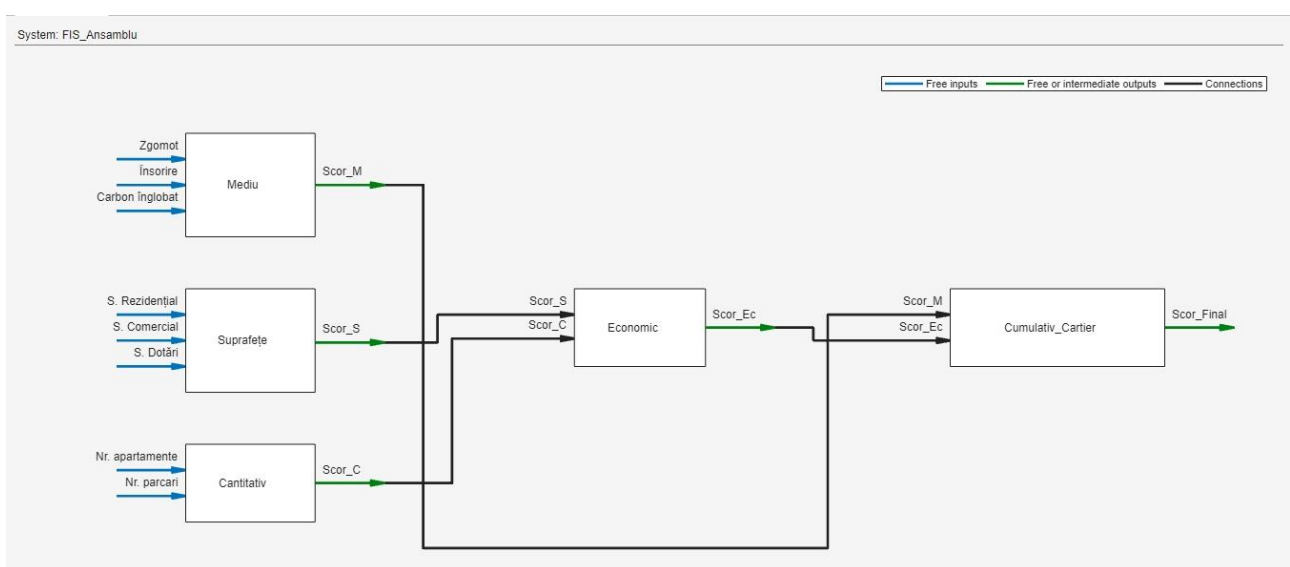 System: FIS_Ansamblu
Free inputs Free or intermediate outputs Connections
Zgomot
Însorire
Carbon înglobat
Mediu
Scor_M
S. Rezidențial
S. Comercial
S. Dotări
Suprafețe
Scor_S
Nr. apartamente
Nr. parcari
Cantitativ
Scor_C
Scor_S
Scor_C
Economic
Scor_Ec
Scor_M
Scor_Ec
Cumulativ_Cartier
Scor_Final